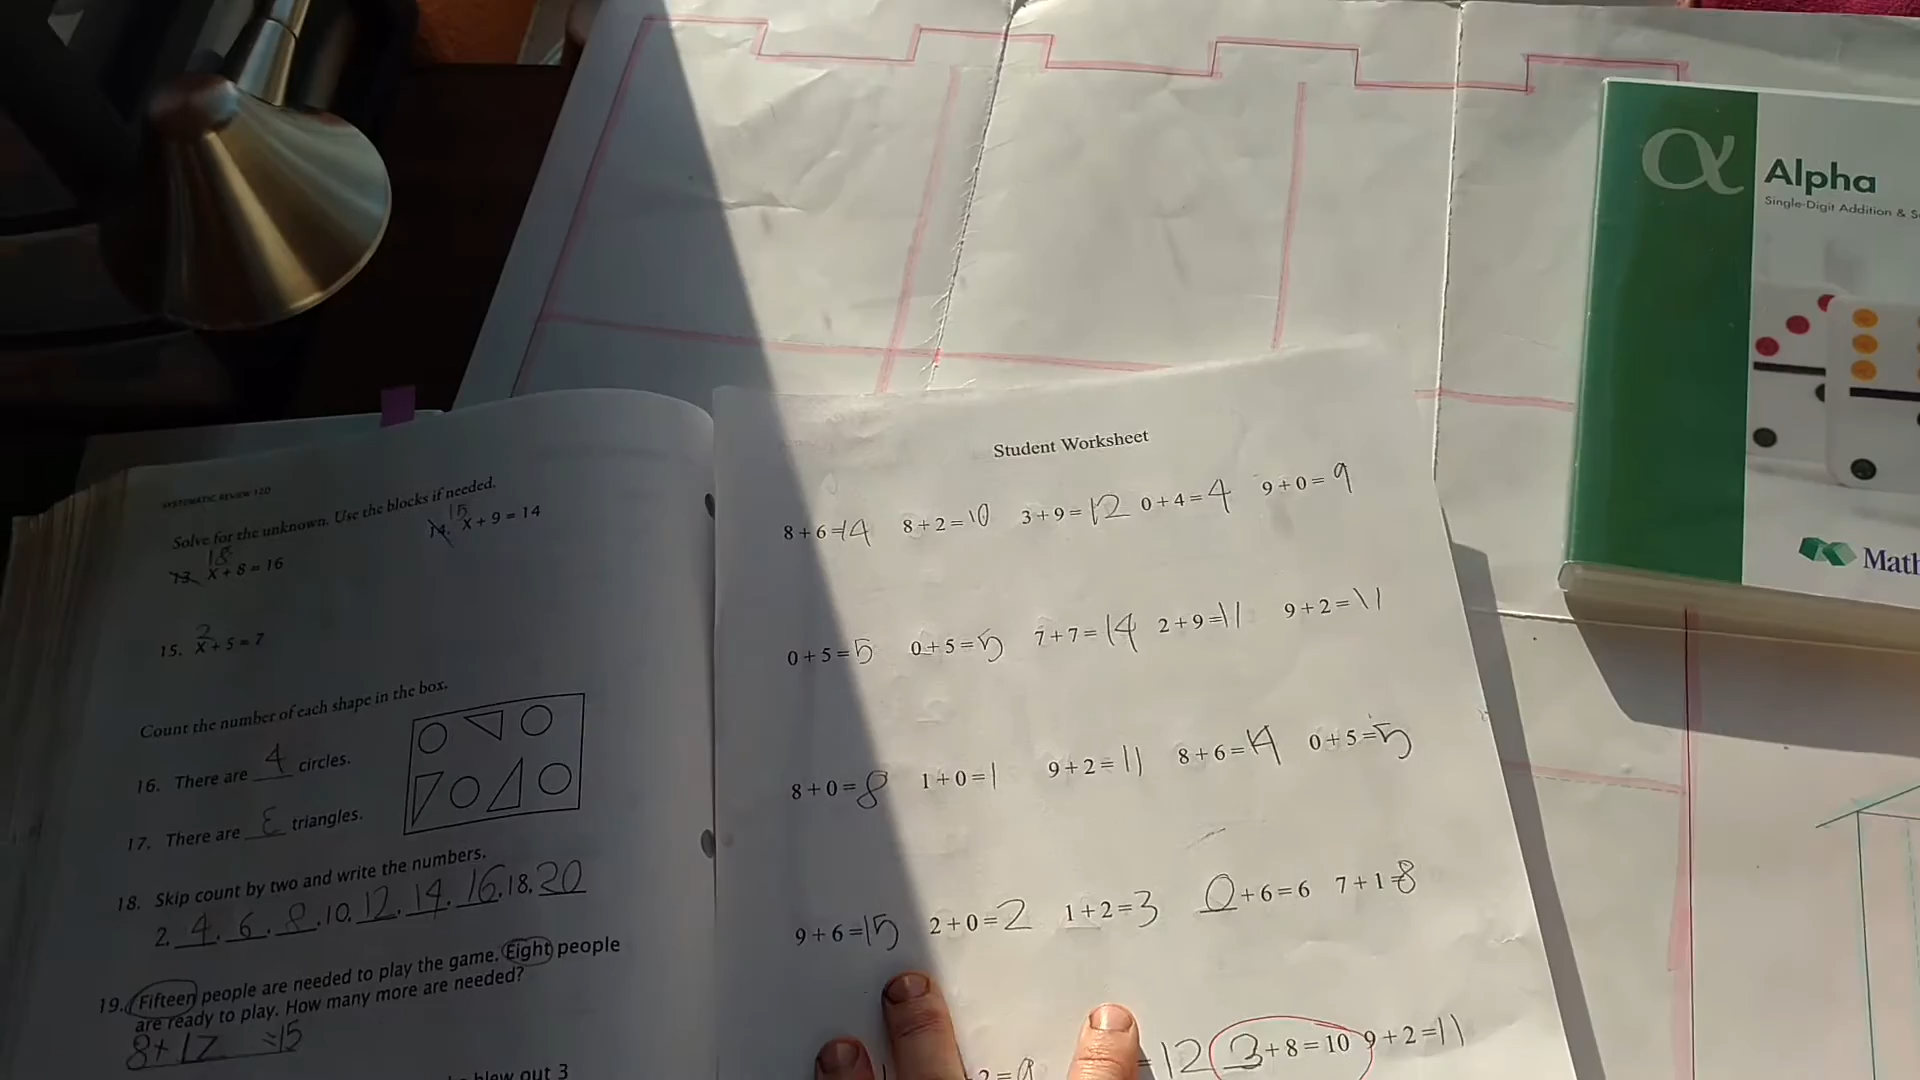 SYSTEMATIC REVIEW 12D
Solve for the unknown. Use the blocks if needed.
18
13. X + 8 = 16
15
14. X + 9 = 14
2
15. X + 5 = 7
Count the number of each shape in the box.
16. There are 4 circles.
17. There are Ɛ triangles.
18. Skip count by two and write the numbers.
2, 4, 6, 8, 10, 12, 14, 16, 18, 20
19. Fifteen people are needed to play the game. Eight people
are ready to play. How many more are needed?
8+ =15
blow out 3
Student Worksheet
8 + 6 = 14 8 + 2 = 10 3 + 9 = 12 0 + 4 = 4 9 + 0 = 9
0 + 5 = 5 0 + 5 = 5 7 + 7 = 14 2 + 9 = 11 9 + 2 = 11
8 + 0 = 8 1 + 0 = 1 9 + 2 = 11 8 + 6 = 14 0 + 5 = 5
9 + 6 = 15 2 + 0 = 2 1 + 2 = 3 0 + 6 = 6 7 + 1 = 8
2 = 9 = 12 3 + 8 = 10 9 + 2 = 11
α
Alpha
Single-Digit Addition & S
Math